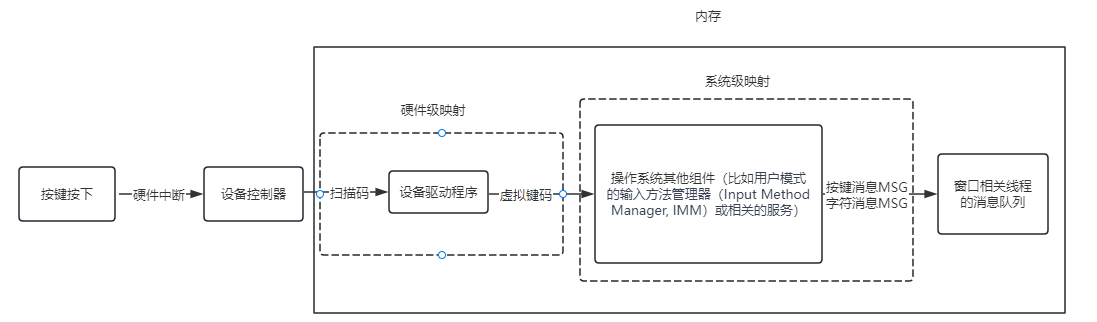 内存
系统级映射
硬件级映射
按键按下
硬件中断
设备控制器
扫描码
设备驱动程序
虚拟键码
操作系统其他组件（比如用户模式
的输入方法管理器（Input Method
Manager, IMM）或相关的服务）
按键消息MSG
字符消息MSG
窗口相关线程
的消息队列